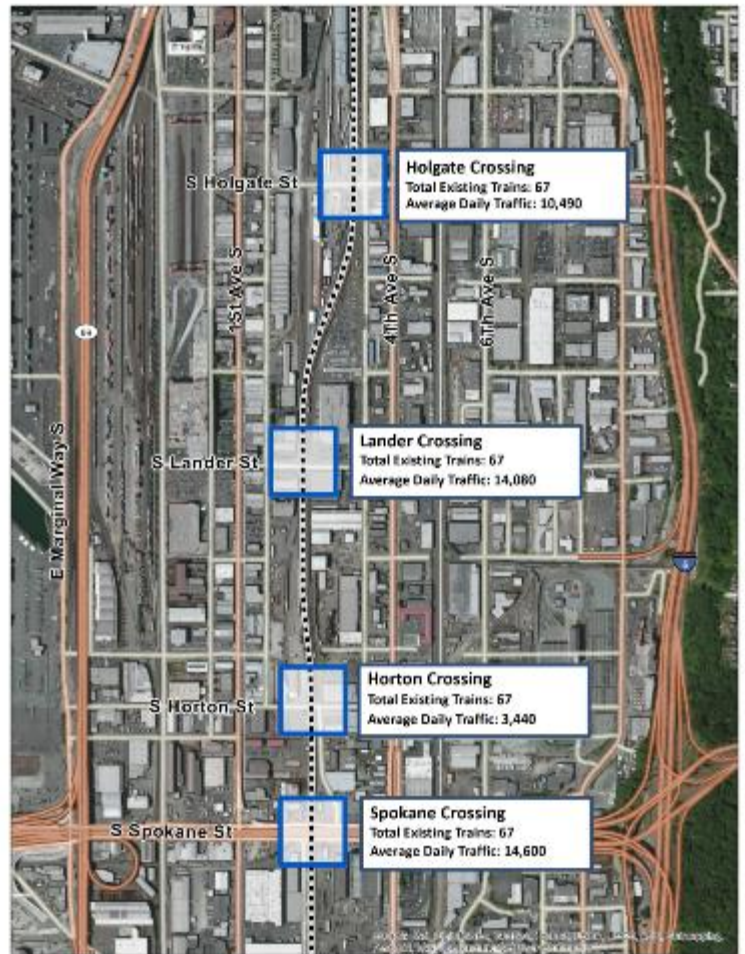 S Holgate St
Holgate Crossing
Total Existing Trains: 67
Average Daily Traffic: 10,490
1St Ave S
4Th Ave S
6Th Ave S
S Lander St
Lander Crossing
Total Existing Trains: 67
Average Daily Traffic: 14,080
E Marginal Way S
S Horton St
Horton Crossing
Total Existing Trains: 67
Average Daily Traffic: 3,440
S Spokane St
Spokane Crossing
Total Existing Trains: 67
Average Daily Traffic: 14,600